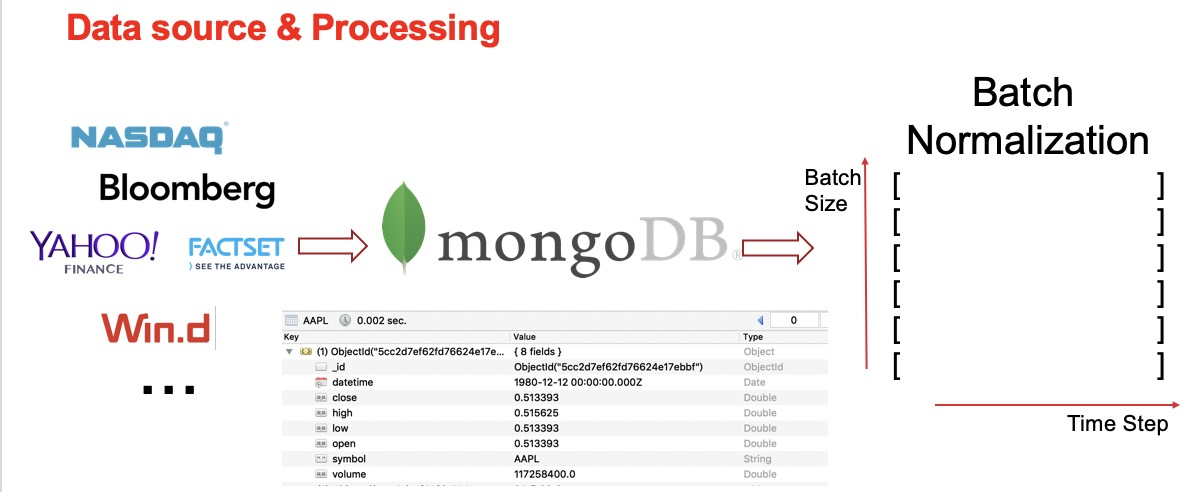 Data source & Processing
NASDAQ
Bloomberg
YAHOO!
FINANCE
FACTSET
⟩ SEE THE ADVANTAGE
Win.d
...
mongoDB®
AAPL 0.002 sec. 0
Key Value Type
(1) ObjectId("5cc2d7ef62fd76624e17e... { 8 fields } Object
_id ObjectId("5cc2d7ef62fd76624e17ebbf") ObjectId
datetime 1980-12-12 00:00:00.000Z Date
close 0.513393 Double
high 0.515625 Double
low 0.513393 Double
open 0.513393 Double
symbol AAPL String
volume 117258400.0 Double
Batch
Normalization
Batch
Size
[ ]
[ ]
[ ]
[ ]
[ ]
[ ]
Time Step